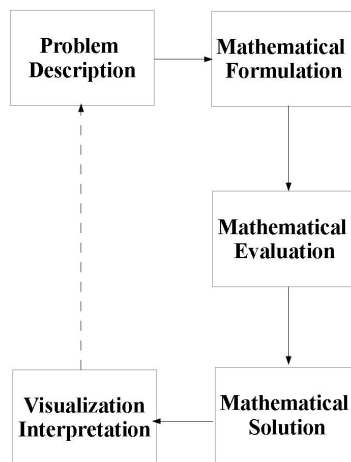 Problem
Description
Mathematical
Formulation
Mathematical
Evaluation
Mathematical
Solution
Visualization
Interpretation